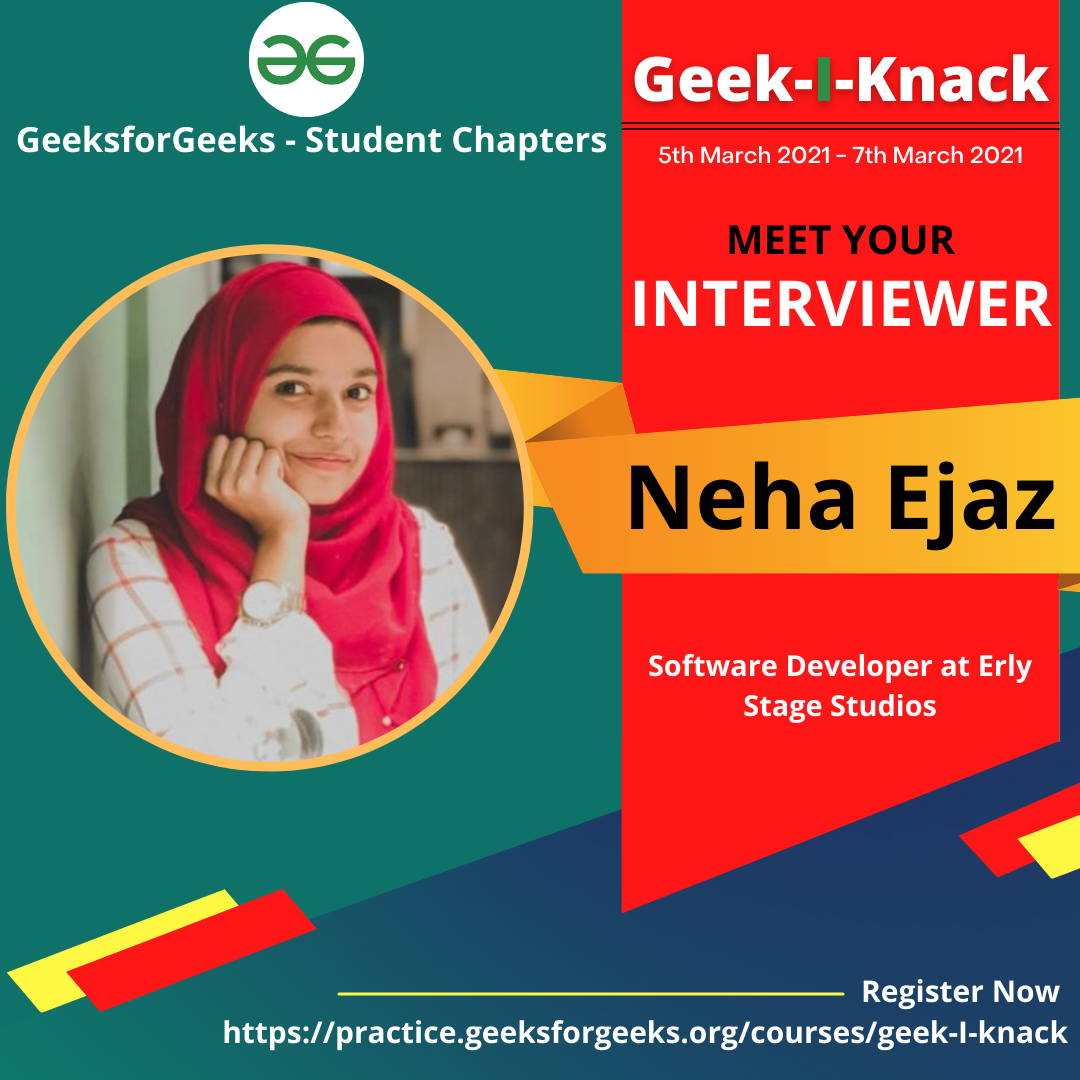 GeeksforGeeks - Student Chapters
Geek-I-Knack
5th March 2021 - 7th March 2021
MEET YOUR
INTERVIEWER
Neha Ejaz
Software Developer at Erly
Stage Studios
Register Now
https://practice.geeksforgeeks.org/courses/geek-I-knack